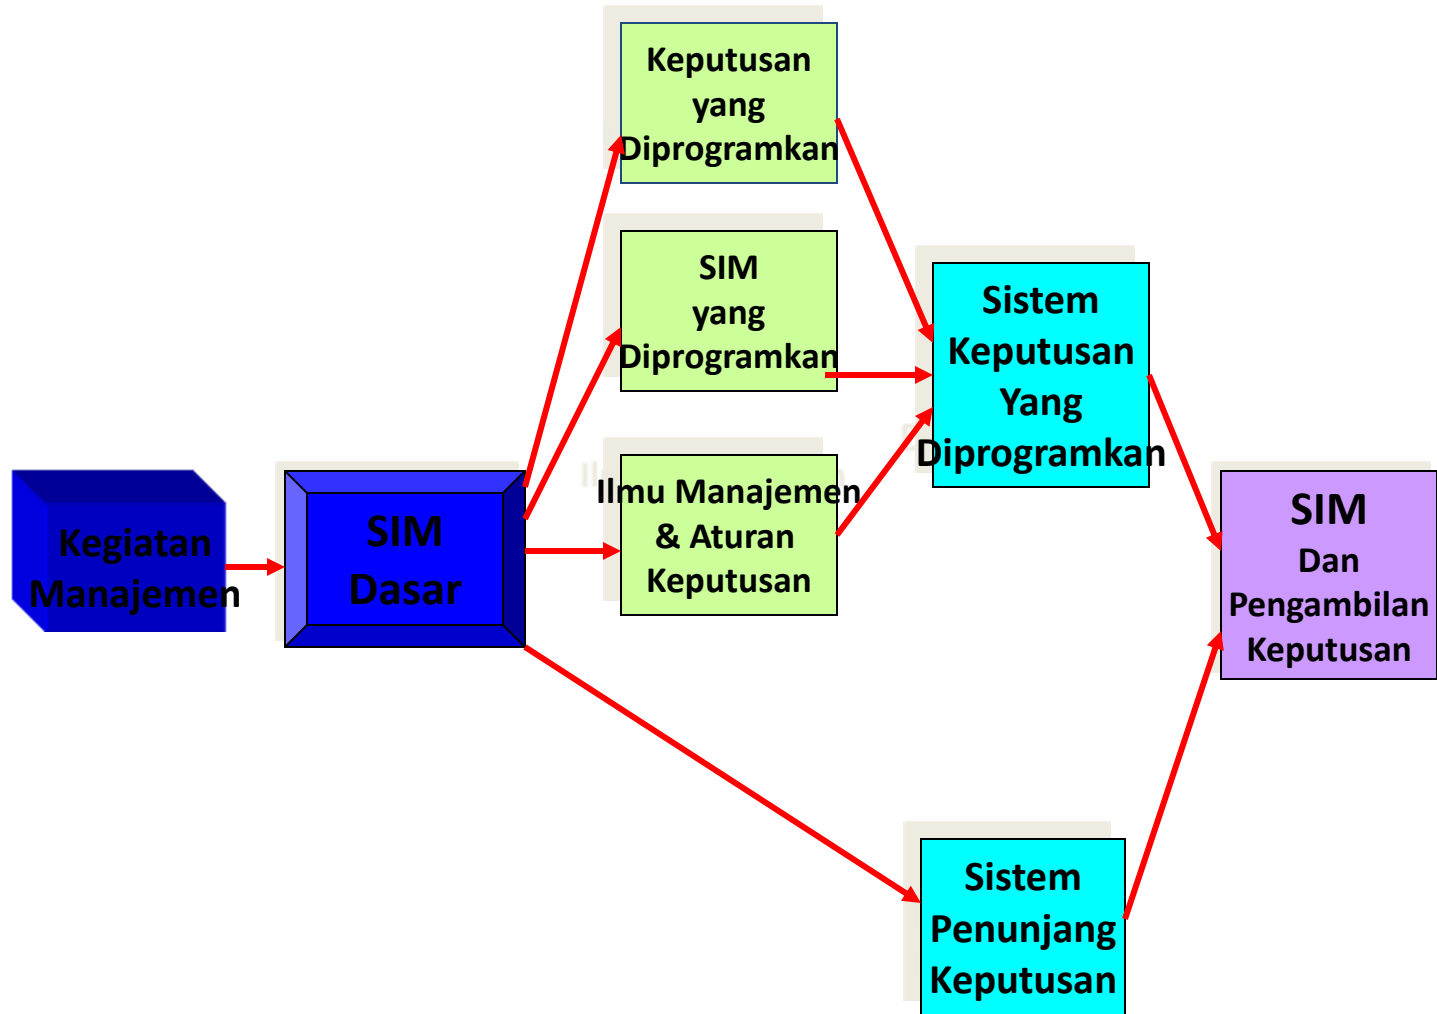 Keputusan
yang
Diprogramkan
SIM
yang
Diprogramkan
Ilmu Manajemen
& Aturan
Keputusan
Kegiatan
Manajemen
SIM
Dasar
Sistem
Keputusan
Yang
Diprogramkan
SIM
Dan
Pengambilan
Keputusan
Sistem
Penunjang
Keputusan